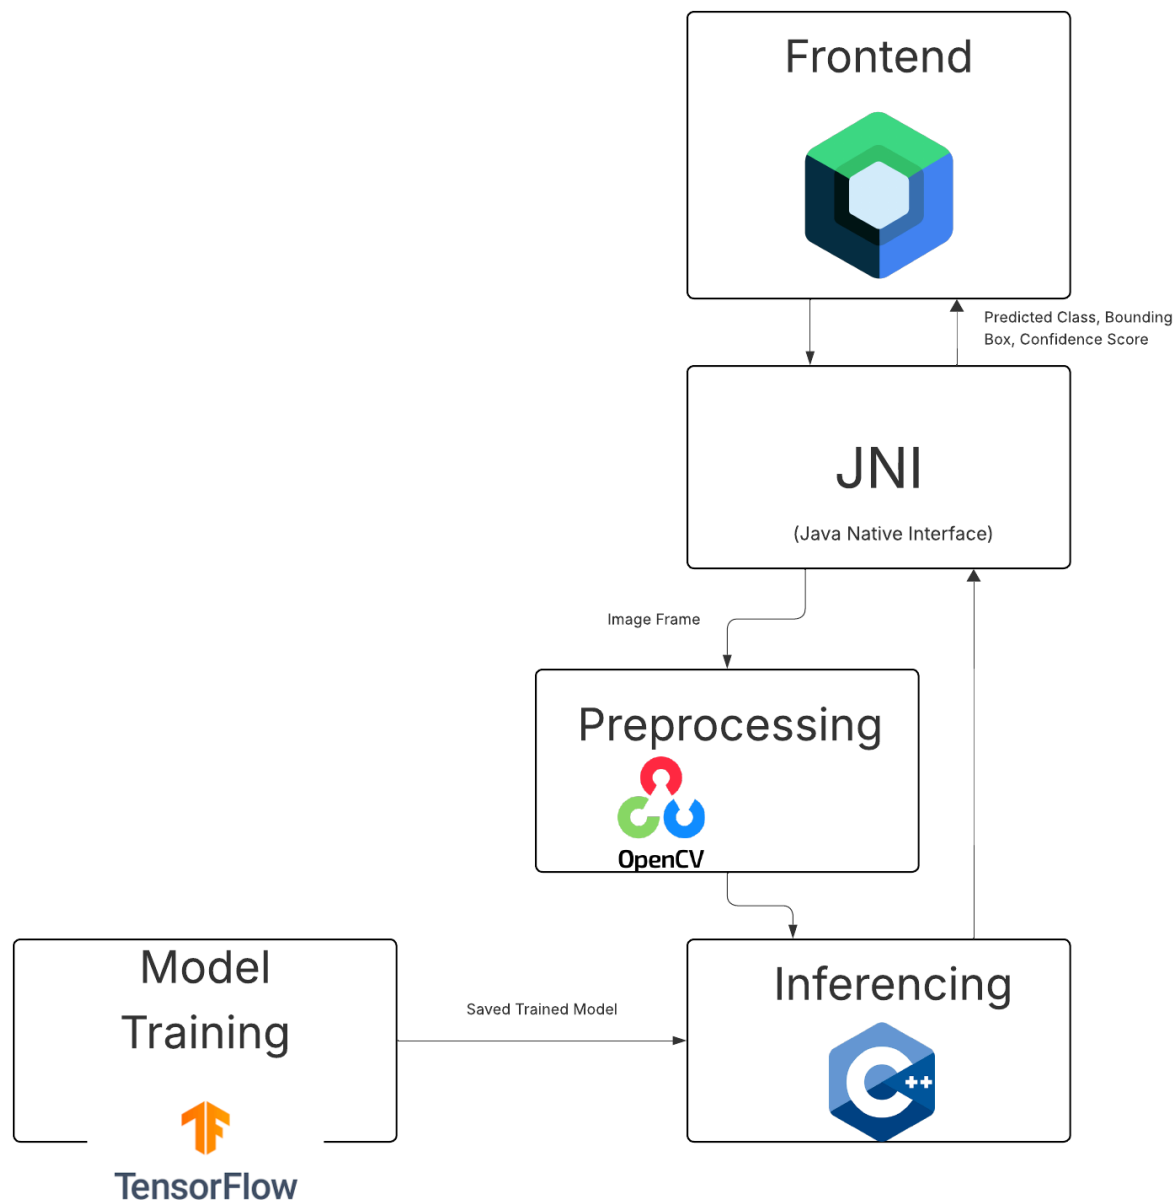 Frontend
Predicted Class, Bounding
Box, Confidence Score
JNI
(Java Native Interface)
Image Frame
Preprocessing
OpenCV
Model
Training
TensorFlow
Saved Trained Model
Inferencing
C++